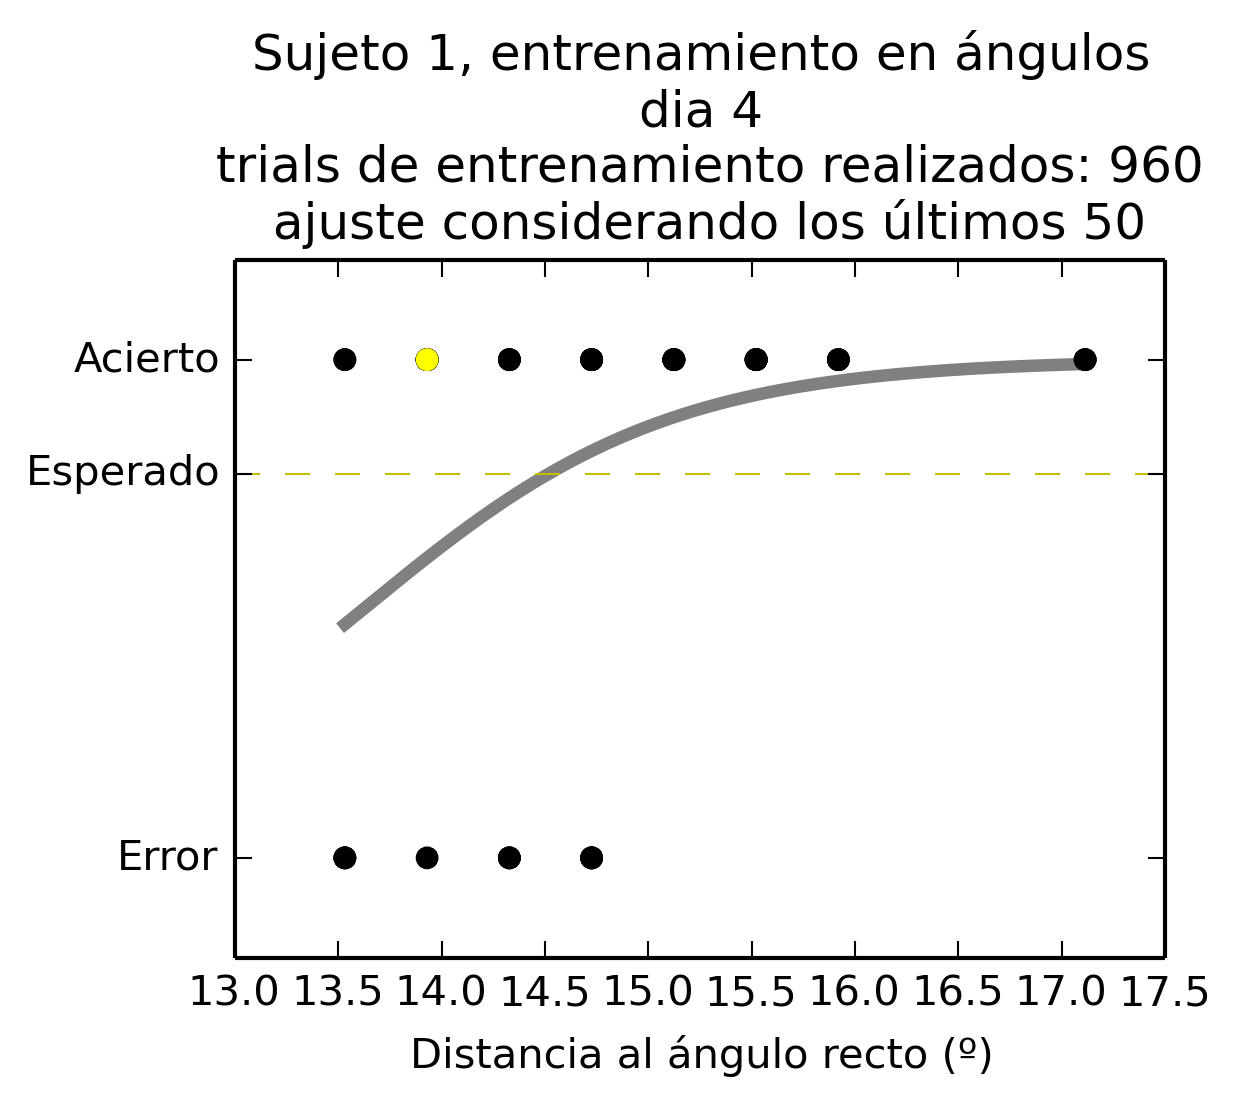 Sujeto 1, entrenamiento en ángulos
dia 4
trials de entrenamiento realizados: 960
ajuste considerando los últimos 50
Acierto
Esperado
Error
13.0 13.5 14.0 14.5 15.0 15.5 16.0 16.5 17.0 17.5
Distancia al ángulo recto (º)